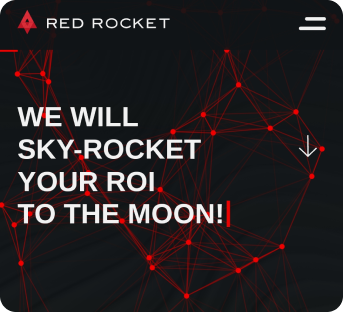 RED ROCKET
WE WILL
SKY-ROCKET
YOUR ROI
TO THE MOON!